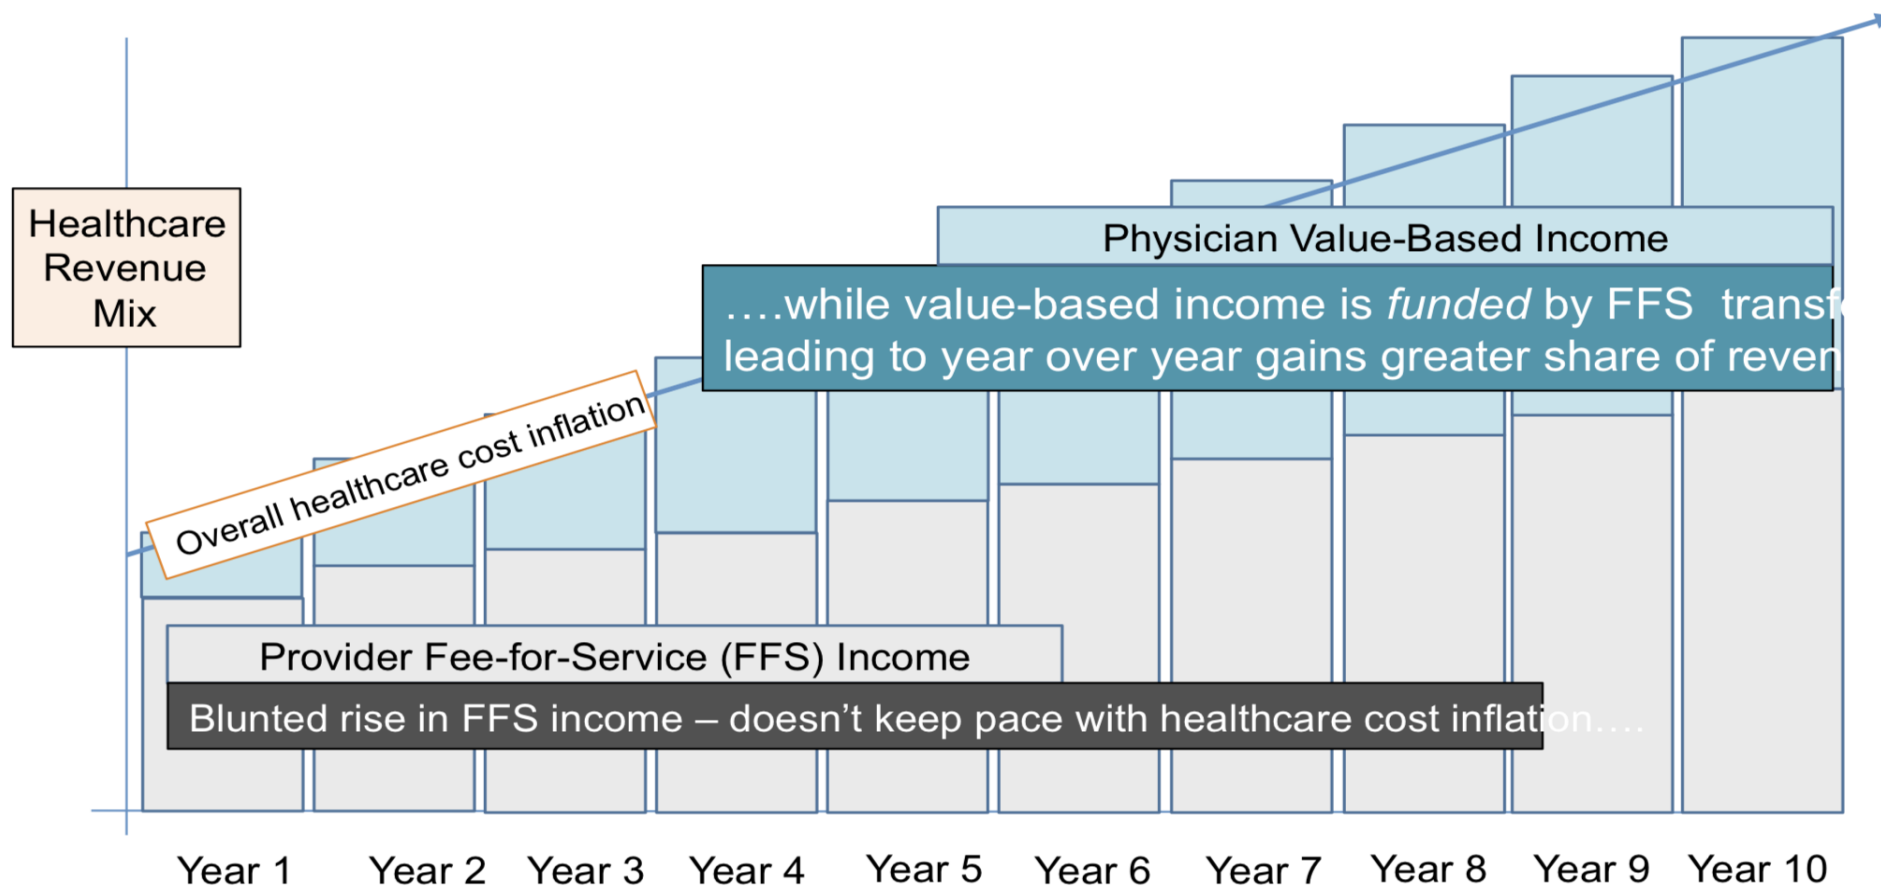 Healthcare
Revenue
Mix
Overall healthcare cost inflation
Physician Value-Based Income
….while value-based income is funded by FFS
leading to year over year gains greater share of
Provider Fee-for-Service (FFS) Income
Blunted rise in FFS income – doesn’t keep pace with healthcare cost inflation….
Year 1 Year 2 Year 3 Year 4 Year 5 Year 6 Year 7 Year 8 Year 9 Year 10